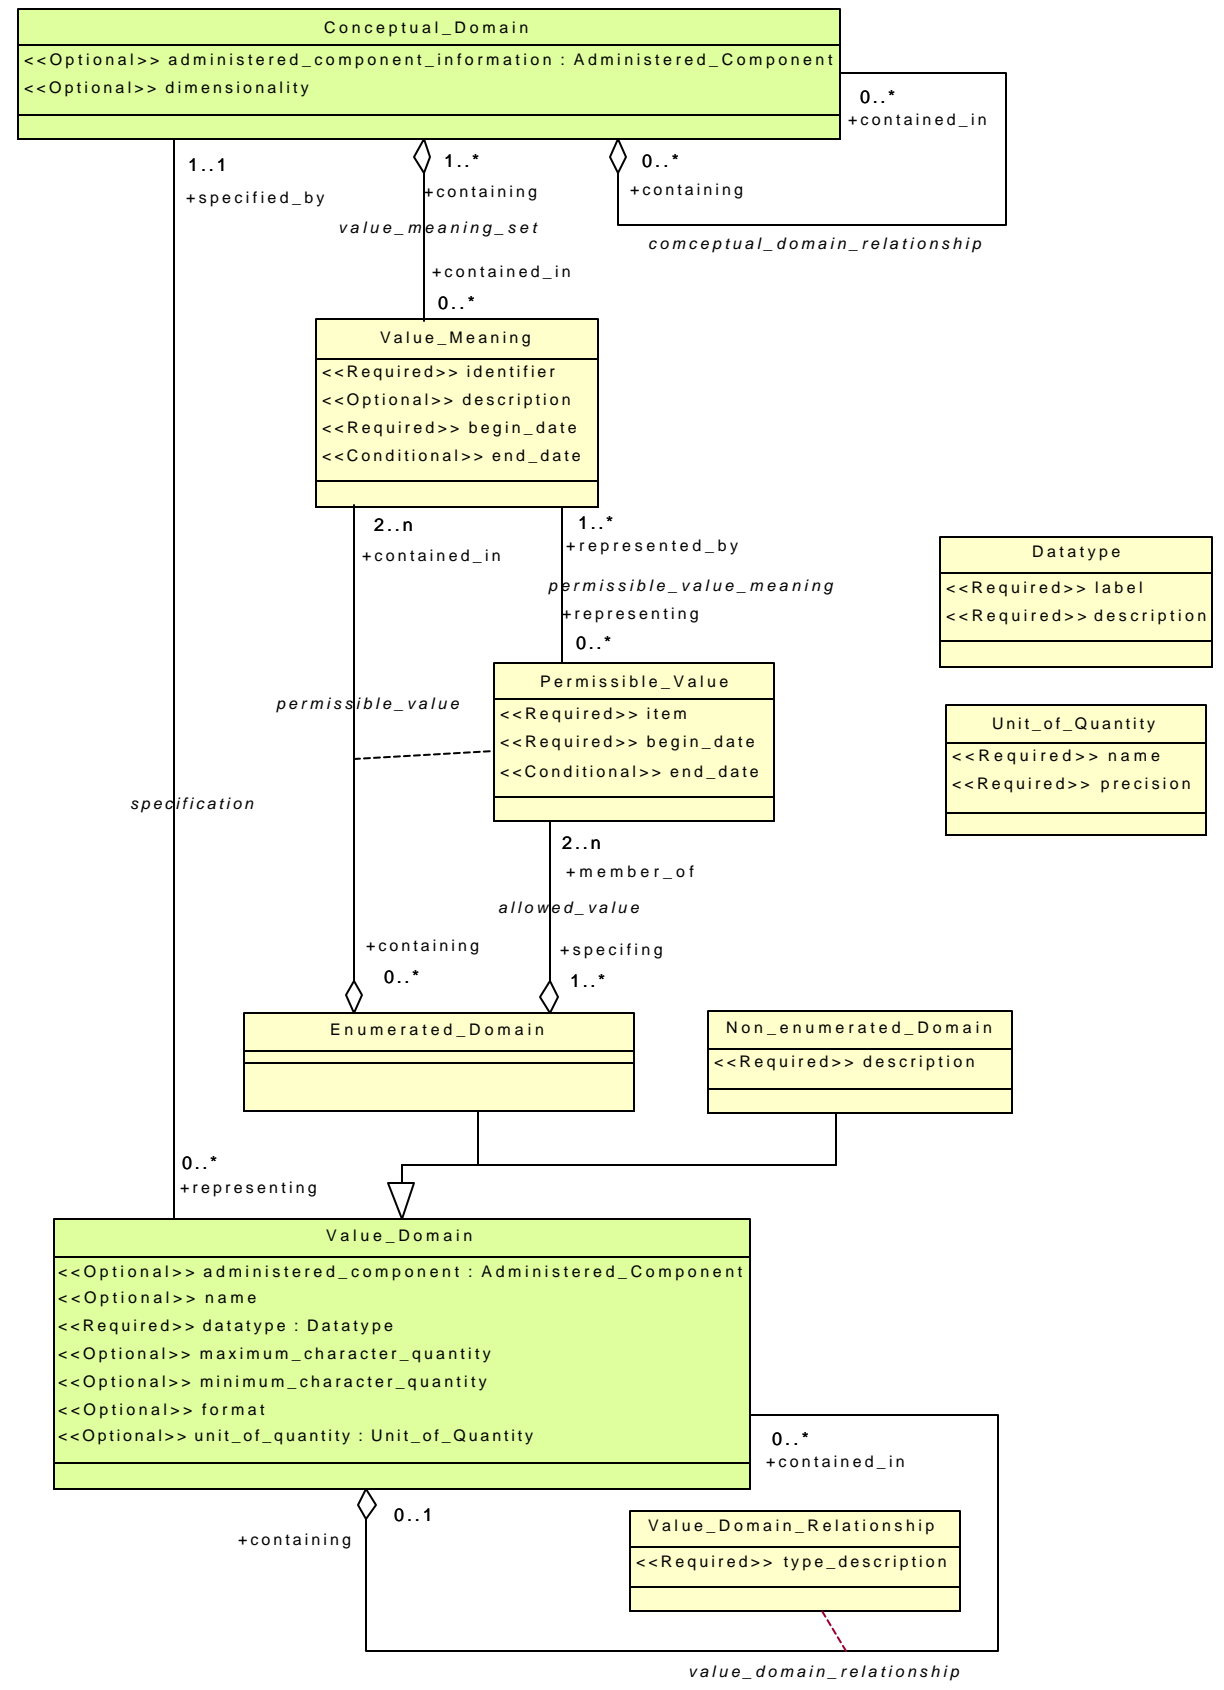 Conceptual_Domain
<<Optional>> administered_component_information : Administered_Component
<<Optional>> dimensionality
0..*
+contained_in
1..1
+specified_by
1..*
+containing
0..*
+containing
value_meaning_set
comceptual_domain_relationship
+contained_in
0..*
Value_Meaning
<<Required>> identifier
<<Optional>> description
<<Required>> begin_date
<<Conditional>> end_date
2..n
+contained_in
1..*
+represented_by
permissible_value_meaning
+representing
0..*
Datatype
<<Required>> label
<<Required>> description
Permissible_Value
<<Required>> item
<<Required>> begin_date
<<Conditional>> end_date
permissible_value
Unit_of_Quantity
<<Required>> name
<<Required>> precision
specification
2..n
+member_of
allowed_value
+containing
0..*
+specifing
1..*
Enumerated_Domain
Non_enumerated_Domain
<<Required>> description
0..*
+representing
Value_Domain
<<Optional>> administered_component : Administered_Component
<<Optional>> name
<<Required>> datatype : Datatype
<<Optional>> maximum_character_quantity
<<Optional>> minimum_character_quantity
<<Optional>> format
<<Optional>> unit_of_quantity : Unit_of_Quantity
0..*
+contained_in
0..1
+containing
Value_Domain_Relationship
<<Required>> type_description
value_domain_relationship